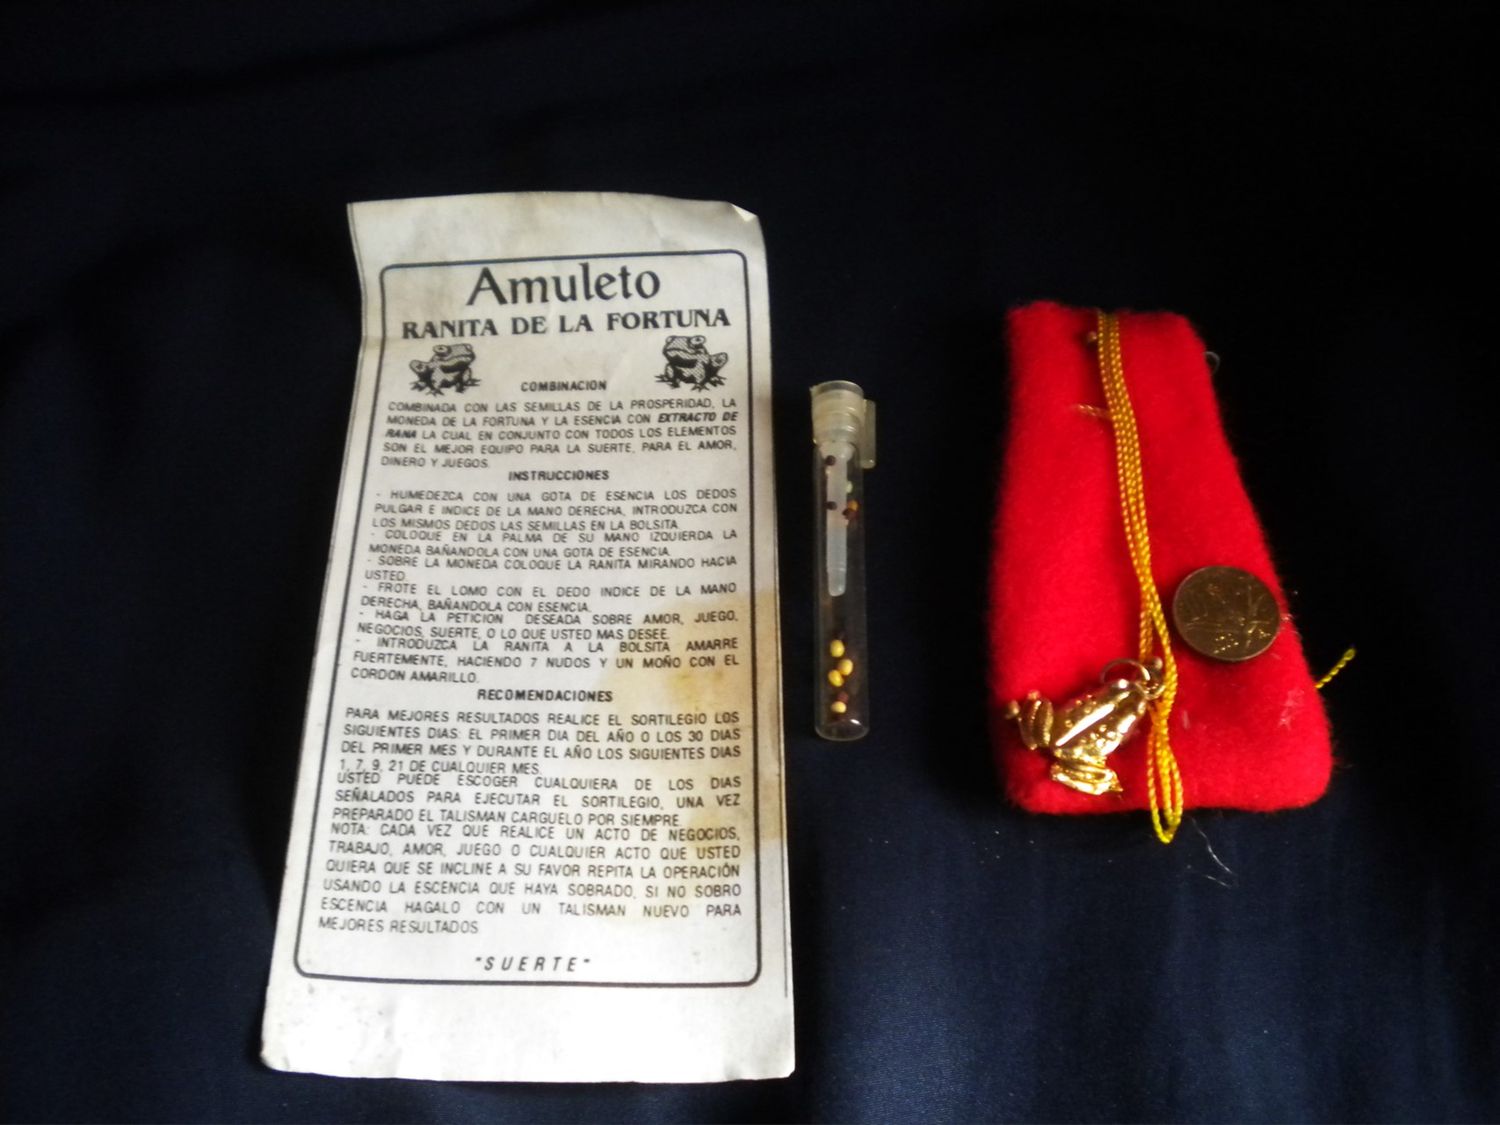 Amuleto
RANITA DE LA FORTUNA
COMBINACION
COMBINADA CON LAS SEMILLAS DE LA PROSPERIDAD, LA
MONEDA DE LA FORTUNA Y LA ESENCIA CON EXTRACTO DE
RANA LA CUAL EN CONJUNTO CON TODOS LOS ELEMENTOS
SON EL MEJOR EQUIPO PARA LA SUERTE, PARA EL AMOR,
DINERO Y JUEGOS.
INSTRUCCIONES
- HUMEDEZCA CON UNA GOTA DE ESENCIA LOS DEDOS
PULGAR E INDICE DE LA MANO DERECHA, INTRODUZCA CON
LOS MISMOS DEDOS LAS SEMILLAS EN LA BOLSITA
- COLOQUE EN LA PALMA DE SU MANO IZQUIERDA LA
MONEDA BAÑANDOLA CON UNA GOTA DE ESENCIA
- SOBRE LA MONEDA COLOQUE LA RANITA MIRANDO HACIA
USTED.
- FROTE EL LOMO CON EL DEDO INDICE DE LA MANO
DERECHA, BAÑANDOLA CON ESENCIA.
- HAGA LA PETICION DESEADA SOBRE AMOR, JUEGO,
NEGOCIOS, SUERTE, O LO QUE USTED MAS DESEE.
- INTRODUZCA LA RANITA A LA BOLSITA AMARRE
FUERTEMENTE, HACIENDO 7 NUDOS Y UN MOÑO CON EL
CORDON AMARILLO.
RECOMENDACIONES
PARA MEJORES RESULTADOS REALICE EL SORTILEGIO LOS
SIGUIENTES DIAS: EL PRIMER DIA DEL AÑO O LOS 30 DIAS
DEL PRIMER MES Y DURANTE EL AÑO LOS SIGUIENTES DIAS
1, 7, 9, 21 DE CUALQUIER MES.
USTED PUEDE ESCOGER CUALQUIERA DE LOS DIAS
SEÑALADOS PARA EJECUTAR EL SORTILEGIO, UNA VEZ
PREPARADO EL TALISMAN CARGUELO POR SIEMPRE.
NOTA: CADA VEZ QUE REALICE UN ACTO DE NEGOCIOS,
TRABAJO, AMOR, JUEGO O CUALQUIER ACTO QUE USTED
QUIERA QUE SE INCLINE A SU FAVOR REPITA LA OPERACIÓN
USANDO LA ESCENCIA QUE HAYA SOBRADO, SI NO SOBRO
ESCENCIA HAGALO CON UN TALISMAN NUEVO PARA
MEJORES RESULTADOS
"SUERTE"